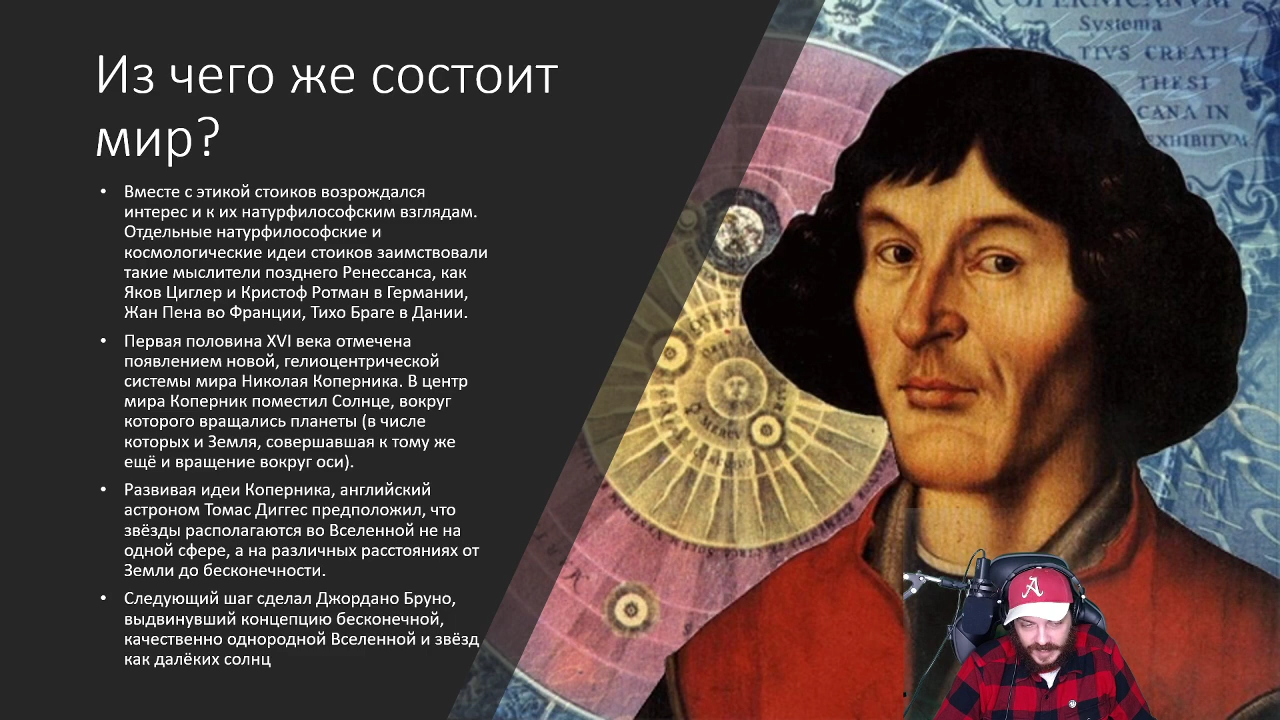 Из чего же состоит
мир?
• Вместе с этикой стоиков возрождался
интерес и к их натурфилософским взглядам.
Отдельные натурфилософские и
космологические идеи стоиков заимствовали
такие мыслители позднего Ренессанса, как
Яков Циглер и Кристоф Ротман в Германии,
Жан Пена во Франции, Тихо Браге в Дании.
• Первая половина XVI века отмечена
появлением новой, гелиоцентрической
системы мира Николая Коперника. В центр
мира Коперник поместил Солнце, вокруг
которого вращались планеты (в числе
которых и Земля, совершавшая к тому же
ещё и вращение вокруг оси).
• Развивая идеи Коперника, английский
астроном Томас Диггес предположил, что
звёзды располагаются во Вселенной не на
одной сфере, а на различных расстояниях от
Земли до бесконечности.
• Следующий шаг сделал Джордано Бруно,
выдвинувший концепцию бесконечной,
качественно однородной Вселенной и звёзд
как далёких солнц
COPERNICANVM
Systema
TIVS CREATI
THESI
CANA IN
EXHIBITVM
MERCV
A